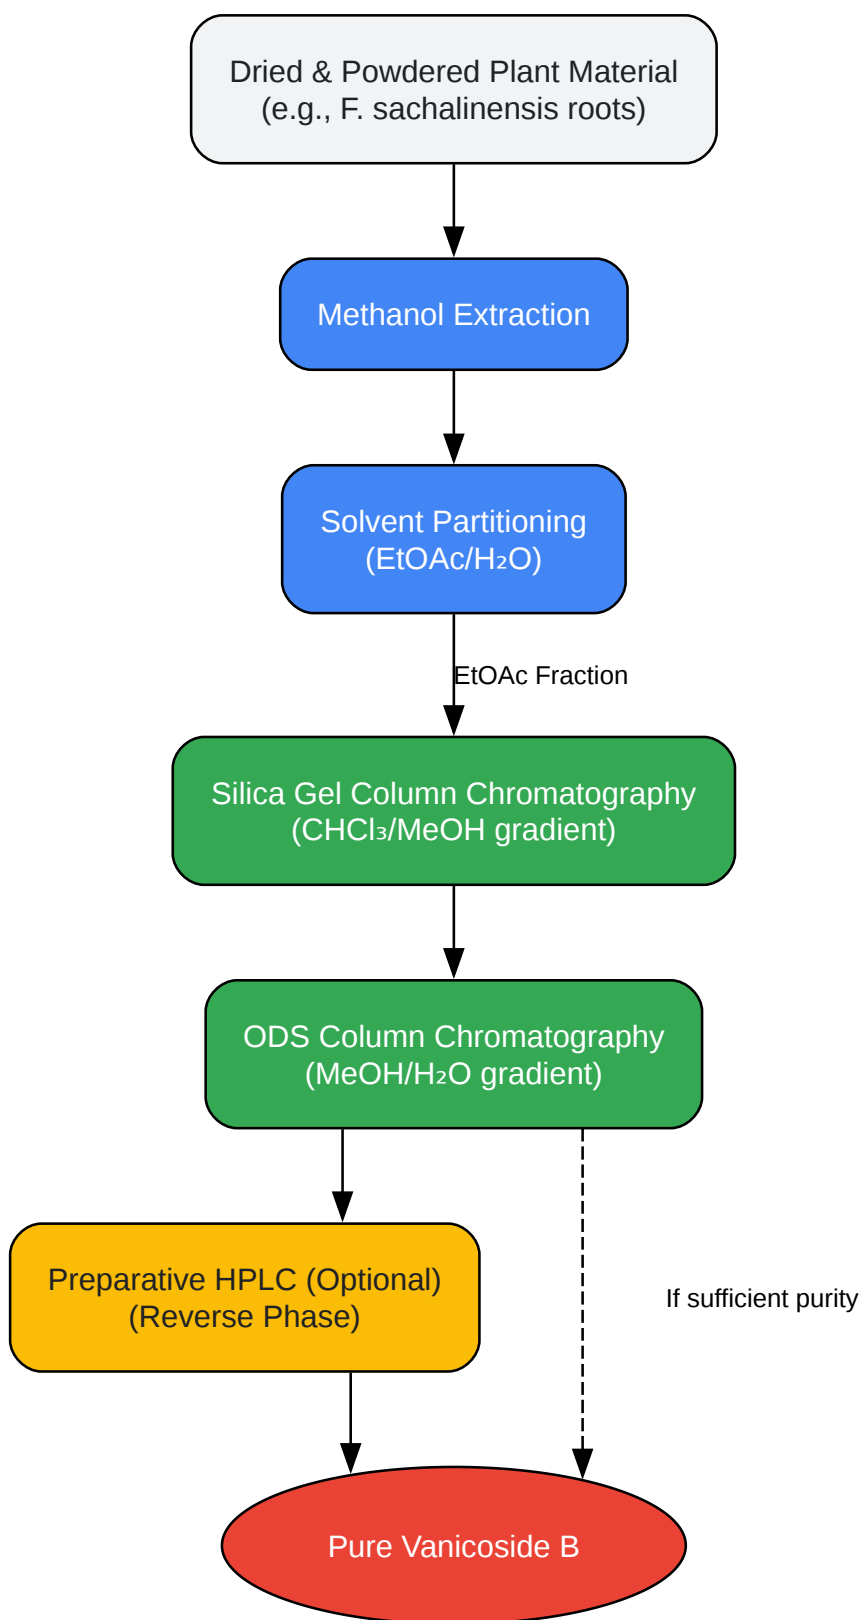 Dried & Powdered Plant Material
(e.g., F. sachalinensis roots)
Methanol Extraction
Solvent Partitioning
(EtOAc/H₂O)
EtOAc Fraction
Silica Gel Column Chromatography
(CHCl₃/MeOH gradient)
ODS Column Chromatography
(MeOH/H₂O gradient)
Preparative HPLC (Optional)
(Reverse Phase)
If sufficient purity
Pure Vanicoside B